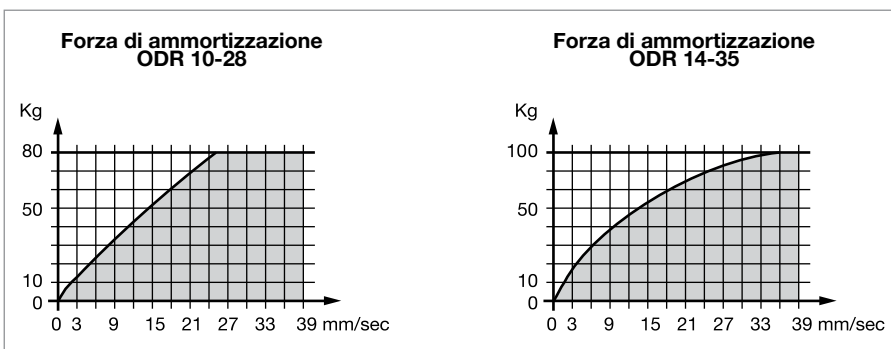 Forza di ammortizzazione
ODR 10-28
Kg
80
50
10
0
0 3 9 15 21 27 33 39 mm/sec
Forza di ammortizzazione
ODR 14-35
Kg
100
50
10
0
0 3 9 15 21 27 33 39 mm/sec